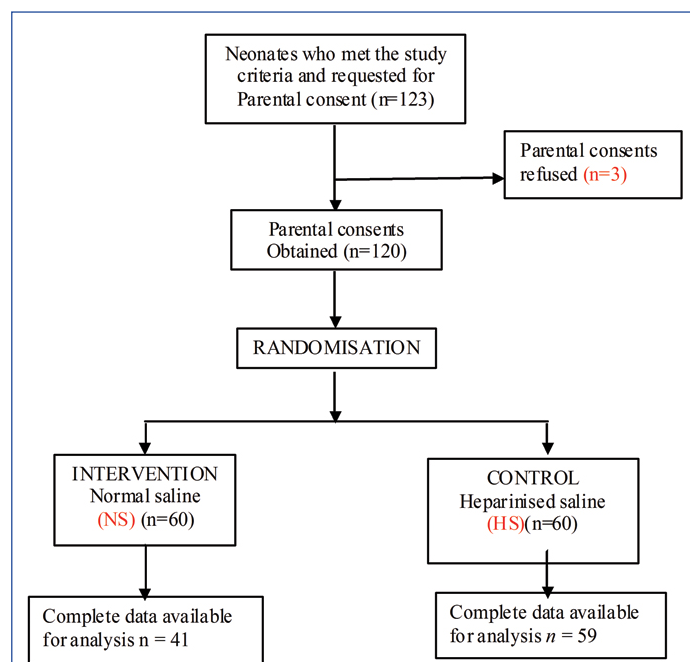 Neonates who met the study
criteria and requested for
Parental consent (n=123)
Parental consents
refused (n=3)
Parental consents
Obtained (n=120)
RANDOMISATION
INTERVENTION
Normal saline
(NS) (n=60)
CONTROL
Heparinised saline
(HS)(n=60)
Complete data available
for analysis n = 41
Complete data available
for analysis n = 59